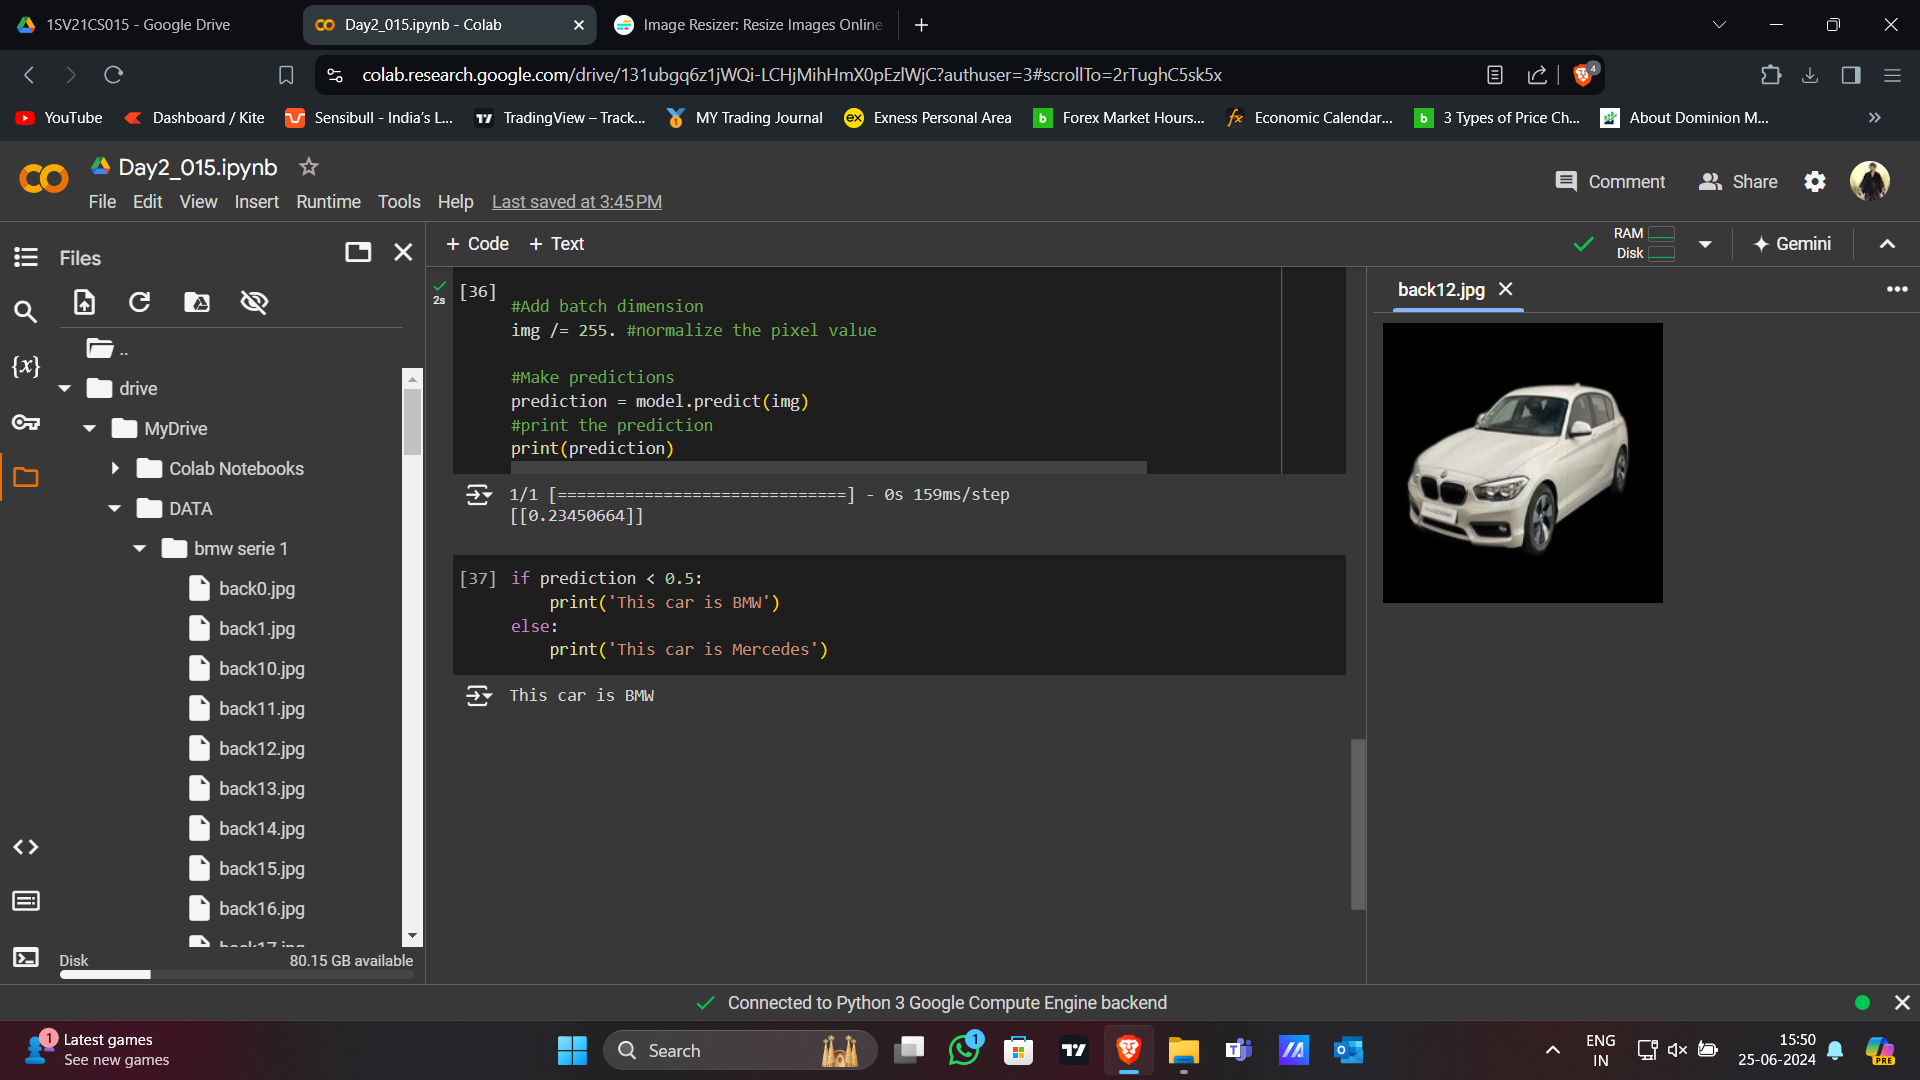 1SV21CS015 - Google Drive
Day2_015.ipynb - Colab
Image Resizer: Resize Images Online
colab.research.google.com/drive/131ubgq6z1jWQi-LCHjMihHmX0pEzlWjC?authuser=3#scrollTo=2rTughC5sk5x
4
YouTube
Dashboard / Kite
Sensibull - India's L...
TradingView – Track...
MY Trading Journal
Exness Personal Area
Forex Market Hours...
Economic Calendar...
3 Types of Price Ch...
About Dominion M...
Day2_015.ipynb
Comment
Share
File Edit View Insert Runtime Tools Help Last saved at 3:45 PM
Files
+ Code + Text
RAM
Disk
Gemini
..
drive
MyDrive
Colab Notebooks
DATA
bmw serie 1
back0.jpg
back1.jpg
back10.jpg
back11.jpg
back12.jpg
back13.jpg
back14.jpg
back15.jpg
back16.jpg
back17.jpg
Disk 80.15 GB available
2s
[36]
#Add batch dimension
img /= 255. #normalize the pixel value
#Make predictions
prediction = model.predict(img)
#print the prediction
print(prediction)
1/1 [==============================] - 0s 159ms/step
[[0.23450664]]
[37] if prediction < 0.5:
print('This car is BMW')
else:
print('This car is Mercedes')
This car is BMW
back12.jpg
Connected to Python 3 Google Compute Engine backend
1
Latest games
See new games
Search
1
ENG
IN
15:50
25-06-2024
PRE